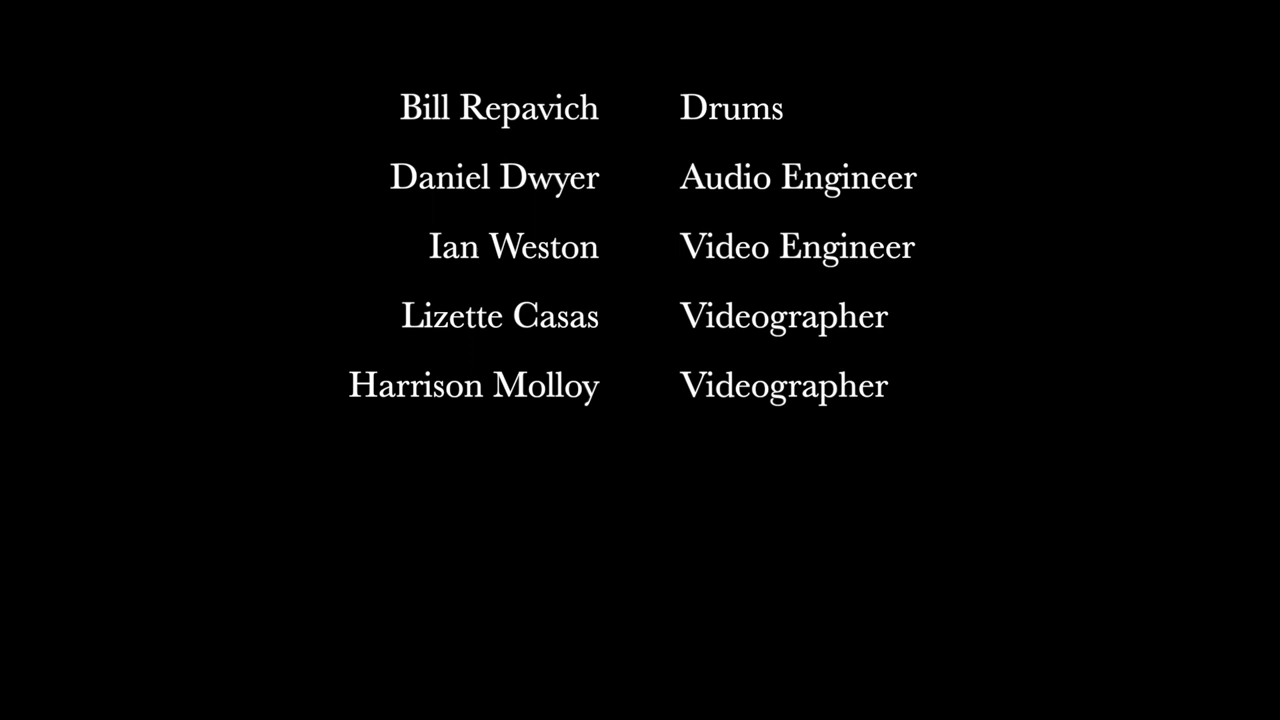 Bill Repavich Drums
Daniel Dwyer Audio Engineer
Ian Weston Video Engineer
Lizette Casas Videographer
Harrison Molloy Videographer